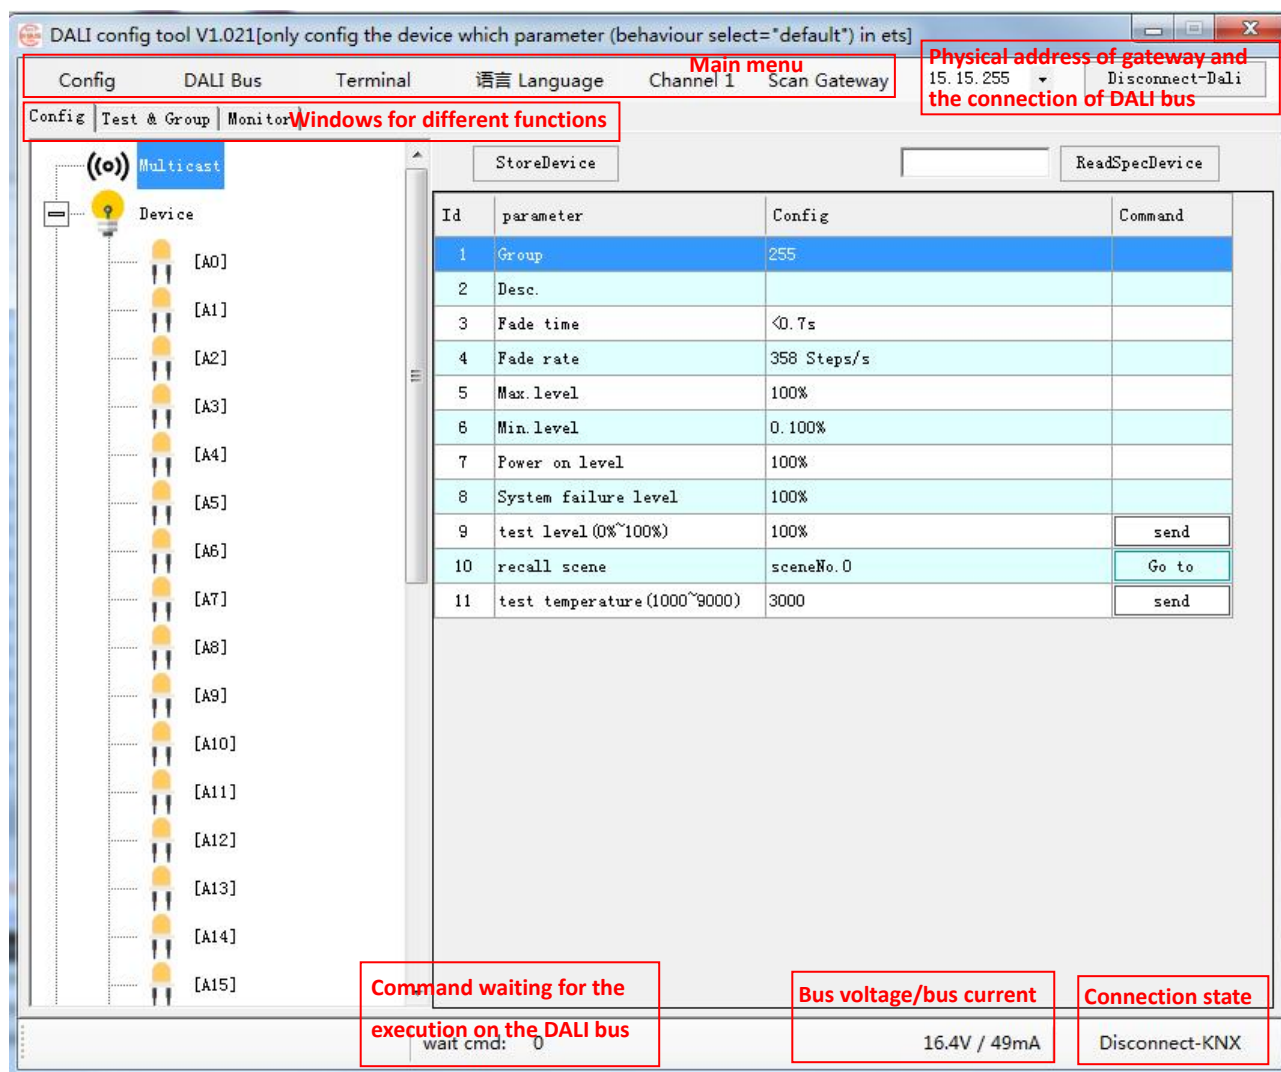 DALI config tool V1.021[only config the device which parameter (behaviour select="default") in ets]
Main menu
Config DALI Bus Terminal 语言 Language Channel 1 Scan Gateway
Physical address of gateway and
15.15.255 Disconnect-Dali
the connection of DALI bus
Config Test & Group Monitor Windows for different functions
Multicast
Device
[A0]
[A1]
[A2]
[A3]
[A4]
[A5]
[A6]
[A7]
[A8]
[A9]
[A10]
[A11]
[A12]
[A13]
[A14]
[A15]
StoreDevice ReadSpecDevice
Id parameter Config Command
1 Group 255
2 Desc.
3 Fade time <0.7s
4 Fade rate 358 Steps/s
5 Max.level 100%
6 Min.level 0.100%
7 Power on level 100%
8 System failure level 100%
9 test level(0%~100%) 100% send
10 recall scene sceneNo.0 Go to
11 test temperature(1000~9000) 3000 send
Command waiting for the
execution on the DALI bus
wait cmd: 0
Bus voltage/bus current
16.4V / 49mA
Connection state
Disconnect-KNX